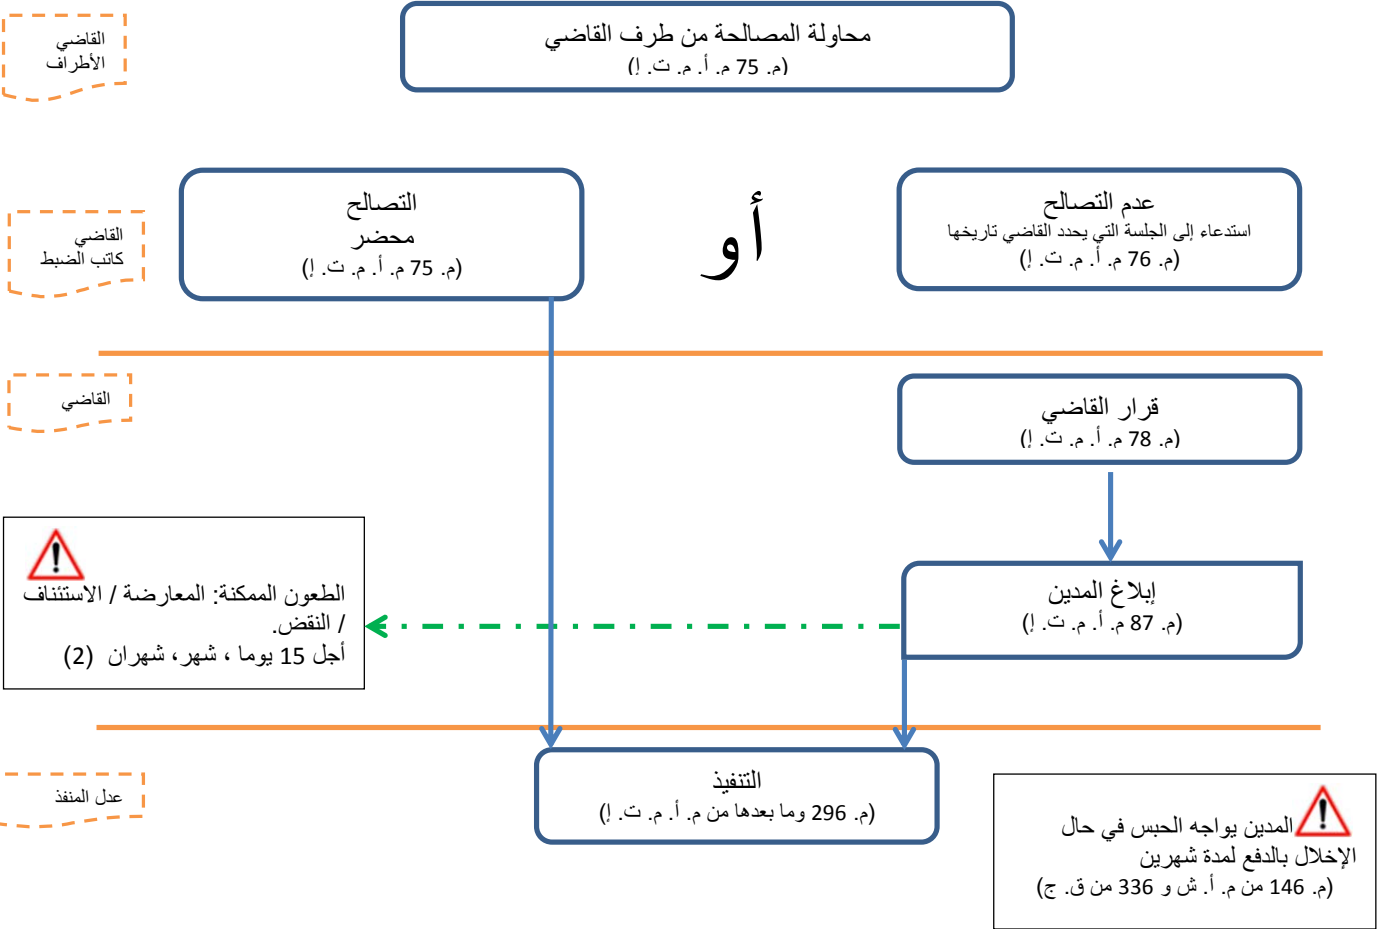 القاضي
الأطراف
محاولة المصالحة من طرف القاضي
(م. 75 م. أ. م. ت. إ)
عدم التصالح
استدعاء إلى الجلسة التي يحدد القاضي تاريخها
(م. 76 م. أ. م. ت. إ)
أو
التصالح
محضر
(م. 75 م. أ. م. ت. إ)
القاضي
كاتب الضبط
القاضي
قرار القاضي
(م. 78 م. أ. م. ت. إ)
إبلاغ المدين
(م. 87 م. أ. م. ت. إ)
الطعون الممكنة: المعارضة / الاستئناف
/ النقض.
أجل 15 يوما ، شهر، شهران (2)
عدل المنفذ
التنفيذ
(م. 296 وما بعدها من م. أ. م. ت. إ)
المدين يواجه الحبس في حال
الإخلال بالدفع لمدة شهرين
(م. 146 من م. أ. ش و 336 من ق. ج)